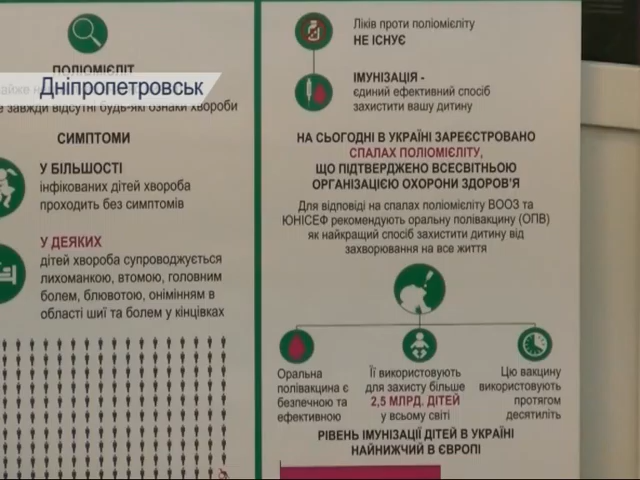 ПОЛІОМІЄЛІТ
Дніпропетровськ
завжди відсутні будь-які ознаки хвороби
СИМПТОМИ
У БІЛЬШОСТІ
інфікованих дітей хвороба
проходить без симптомів
У ДЕЯКИХ
дітей хвороба супроводжується
лихоманкою, втомою, головним
болем, блювотою, онімінням в
області шиї та болем у кінцівках
Ліків проти поліомієліту
НЕ ІСНУЄ
ІМУНІЗАЦІЯ -
єдиний ефективний спосіб
захистити вашу дитину
НА СЬОГОДНІ В УКРАЇНІ ЗАРЕЄСТРОВАНО
СПАЛАХ ПОЛІОМІЄЛІТУ,
ЩО ПІДТВЕРДЖЕНО ВСЕСВІТНЬОЮ
ОРГАНІЗАЦІЄЮ ОХОРОНИ ЗДОРОВ'Я
Для відповіді на спалах поліомієліту ВООЗ та
ЮНІСЕФ рекомендують оральну полівакцину (ОПВ)
як найкращий спосіб захистити дитину від
захворювання на все життя
Оральна
полівакцина є
безпечною та
ефективною
Її використовують
для захисту більше
2,5 МЛРД. ДІТЕЙ
у всьому світі
Цю вакцину
використовують
протягом
десятиліть
РІВЕНЬ ІМУНІЗАЦІЇ ДІТЕЙ В УКРАЇНІ
НАЙНИЖЧИЙ В ЄВРОПІ